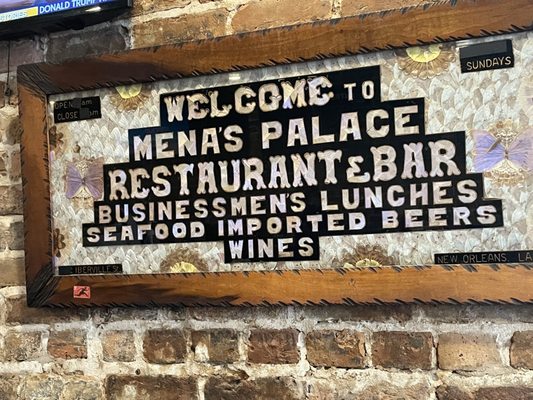 DONALD TRUMP
OPEN am
CLOSE am
SUNDAYS
WELCOME TO
MENA'S PALACE
RESTAURANT & BAR
BUSINESSMEN'S LUNCHES
SEAFOOD IMPORTED BEERS
WINES
IBERVILLE ST
NEW ORLEANS LA